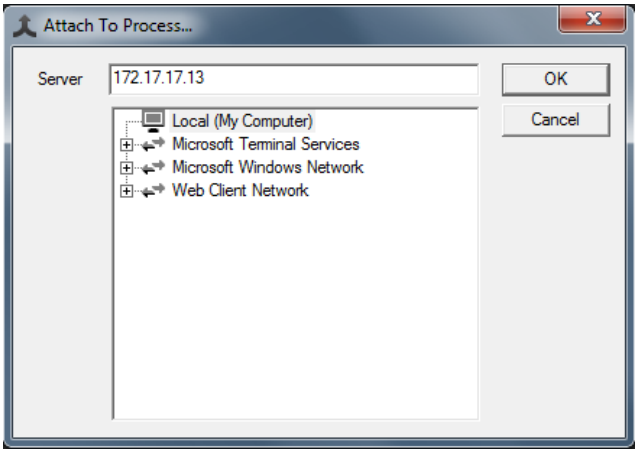 Attach To Process...
Server 172.17.17.13 OK
Local (My Computer) Cancel
Microsoft Terminal Services
Microsoft Windows Network
Web Client Network